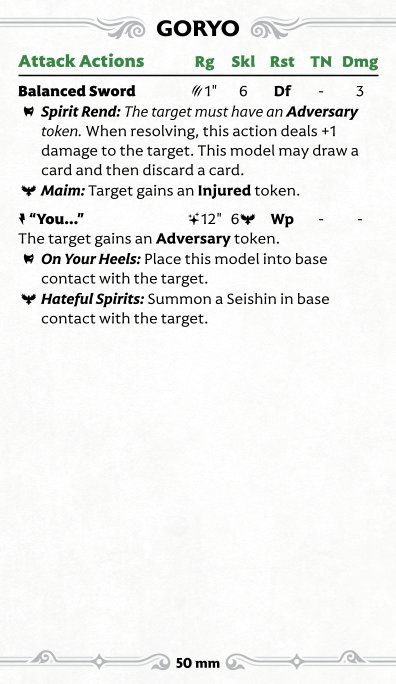 GORYO
Attack Actions Rg Skl Rst TN Dmg
Balanced Sword 1" 6 Df - 3
Spirit Rend: The target must have an Adversary
token. When resolving, this action deals +1
damage to the target. This model may draw a
card and then discard a card.
Maim: Target gains an Injured token.
“You...” 12" 6 Wp - -
The target gains an Adversary token.
On Your Heels: Place this model into base
contact with the target.
Hateful Spirits: Summon a Seishin in base
contact with the target.
50 mm